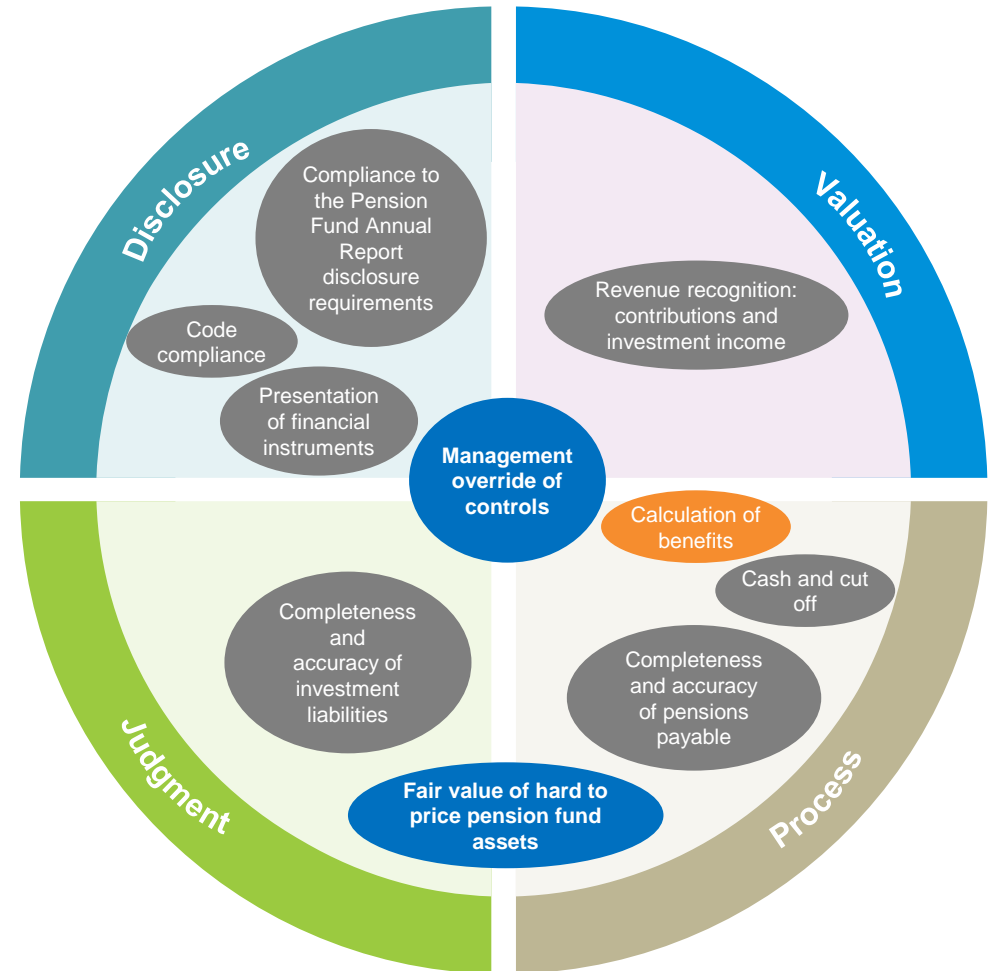 Disclosure
Compliance to
the Pension
Fund Annual
Report
disclosure
requirements
Code
compliance
Presentation
of financial
instruments
Valuation
Revenue recognition:
contributions and
investment income
Management
override of
controls
Judgment
Completeness
and
accuracy of
investment
liabilities
Calculation of
benefits
Cash and cut
off
Completeness
and accuracy
of pensions
payable
Process
Fair value of hard to
price pension fund
assets